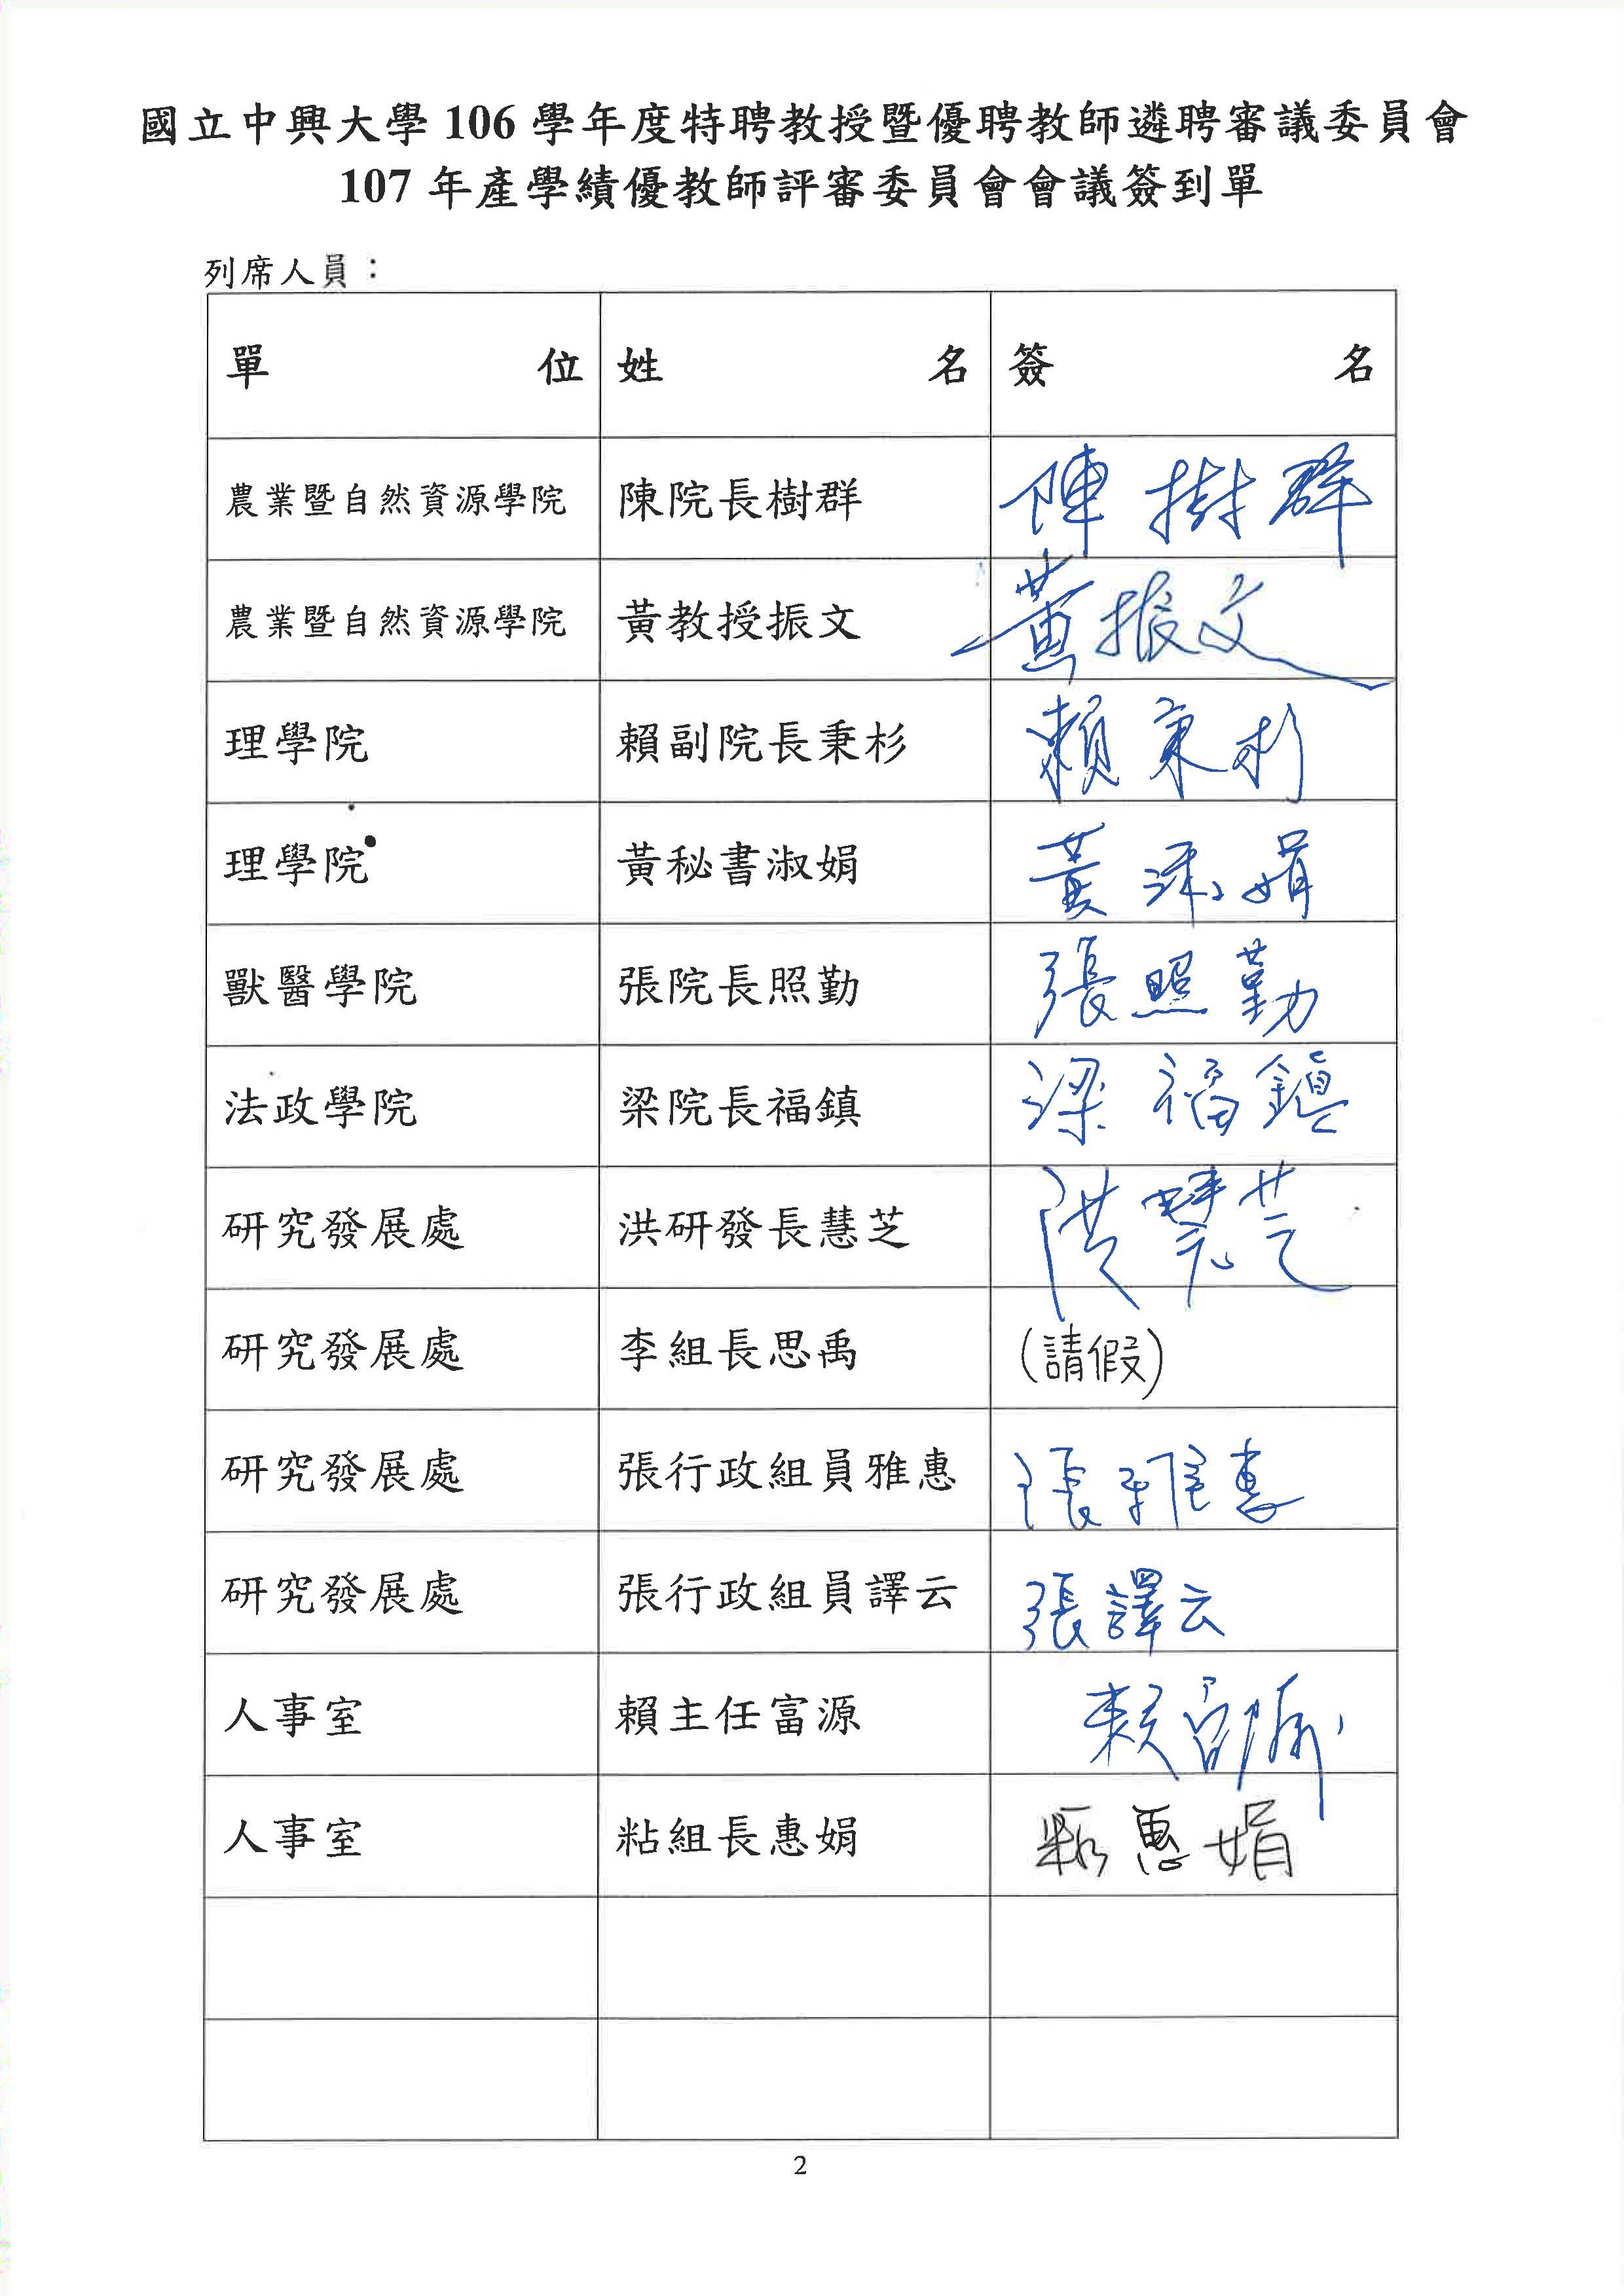 國立中興大學 106 學年度特聘教授暨優聘教師遴聘審議委員會
107 年產學績優教師評審委員會會議簽到單
列席人員：
單位 姓名 簽名
農業暨自然資源學院 陳院長樹群 陳樹群
農業暨自然資源學院 黃教授振文 黃振文
理學院 賴副院長秉杉 賴秉杉
理學院 黃秘書淑娟 黃淑娟
獸醫學院 張院長照勤 張照勤
法政學院 梁院長福鎮 梁福鎮
研究發展處 洪研發長慧芝 洪慧芝
研究發展處 李組長思禹 (請假)
研究發展處 張行政組員雅惠 張雅惠
研究發展處 張行政組員譯云 張譯云
人事室 賴主任富源 賴富源
人事室 粘組長惠娟 粘惠娟
2